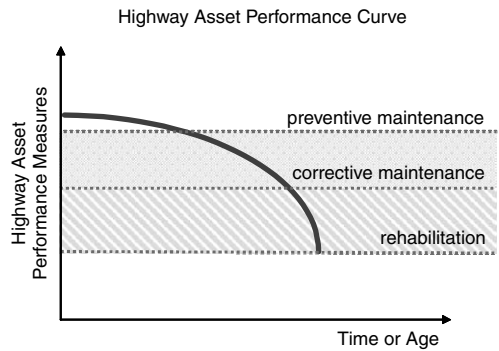 Highway Asset Performance Curve
Highway Asset
Performance Measures
preventive maintenance
corrective maintenance
rehabilitation
Time or Age